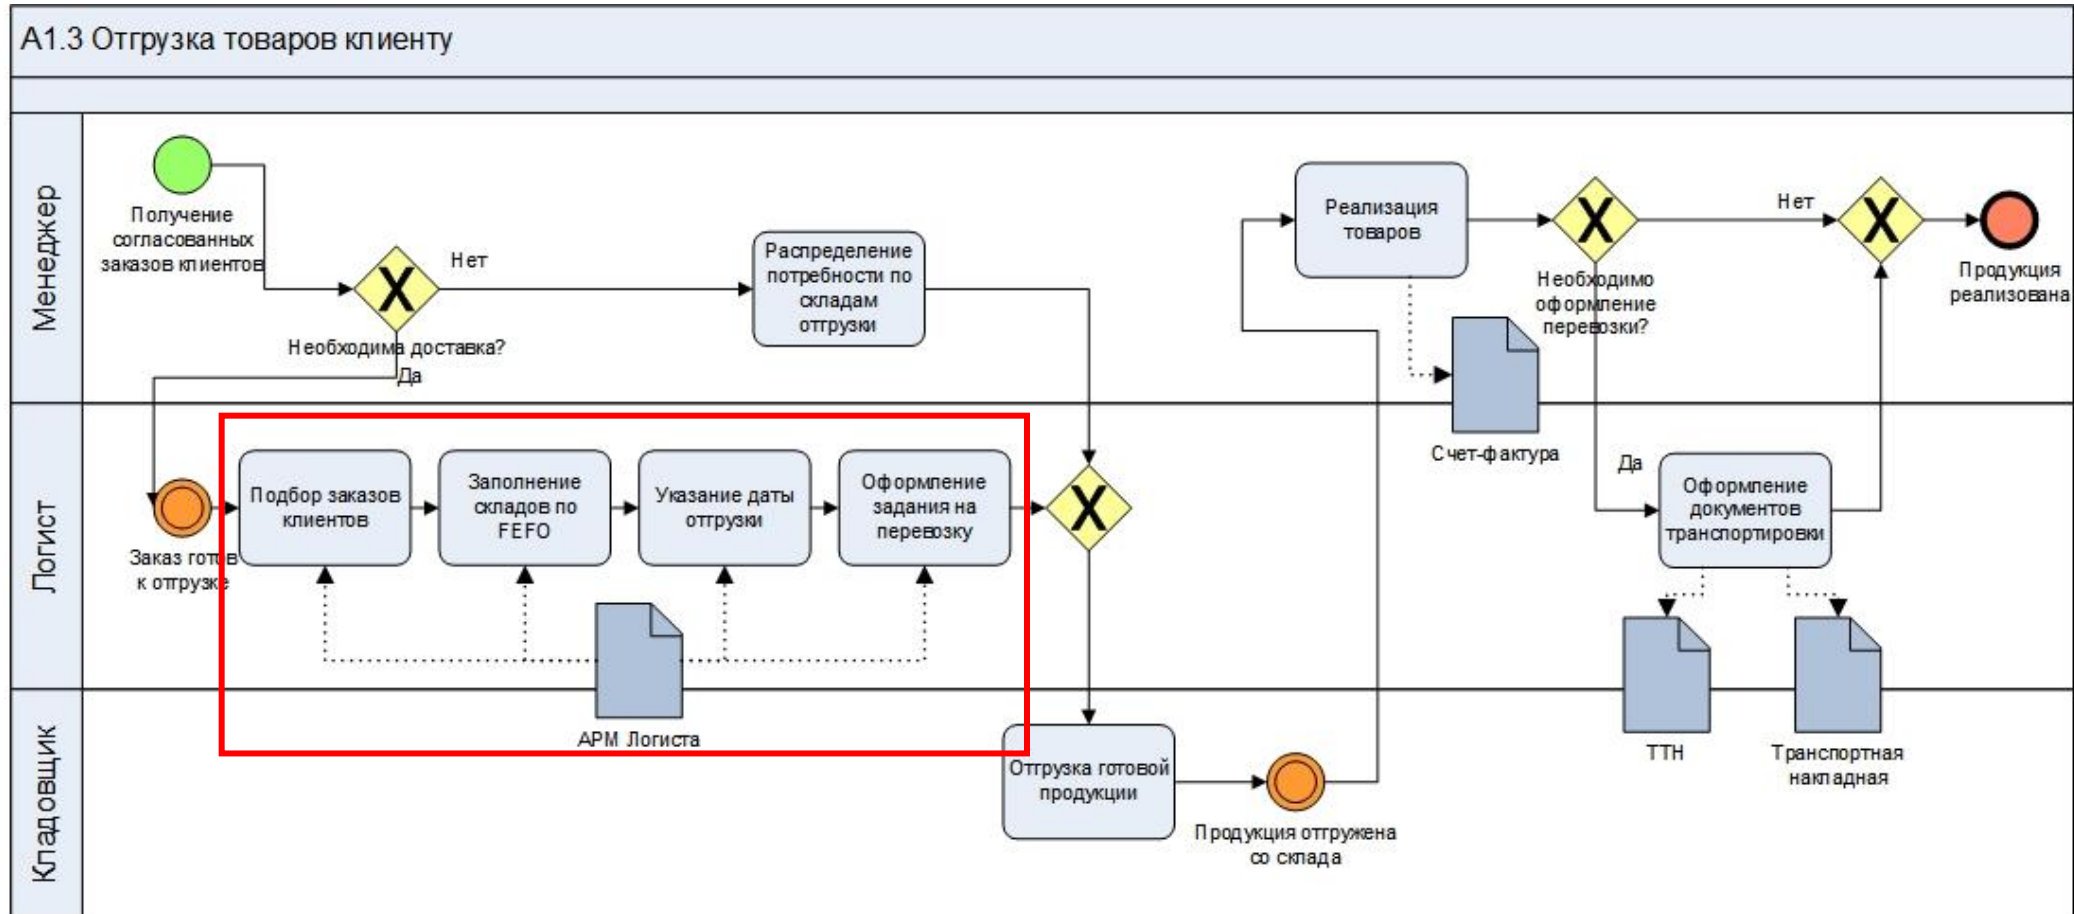 А1.3 Отгрузка товаров клиенту
Менеджер
Получение
согласованных
заказов клиентов
Нет
Необходима доставка?
Да
Распределение
потребности по
складам
отгрузки
Реализация
товаров
Счет-фактура
Необходимо
оформление
перевозки?
Нет
Продукция
реализована
Логист
Заказ готов
к отгрузке
Подбор заказов
клиентов
Заполнение
складов по
FEFO
Указание даты
отгрузки
Оформление
задания на
перевозку
АРМ Логиста
Да
Оформление
документов
транспортировки
ТТН
Транспортная
накладная
Кладовщик
Отгрузка готовой
продукции
Продукция отгружена
со склада